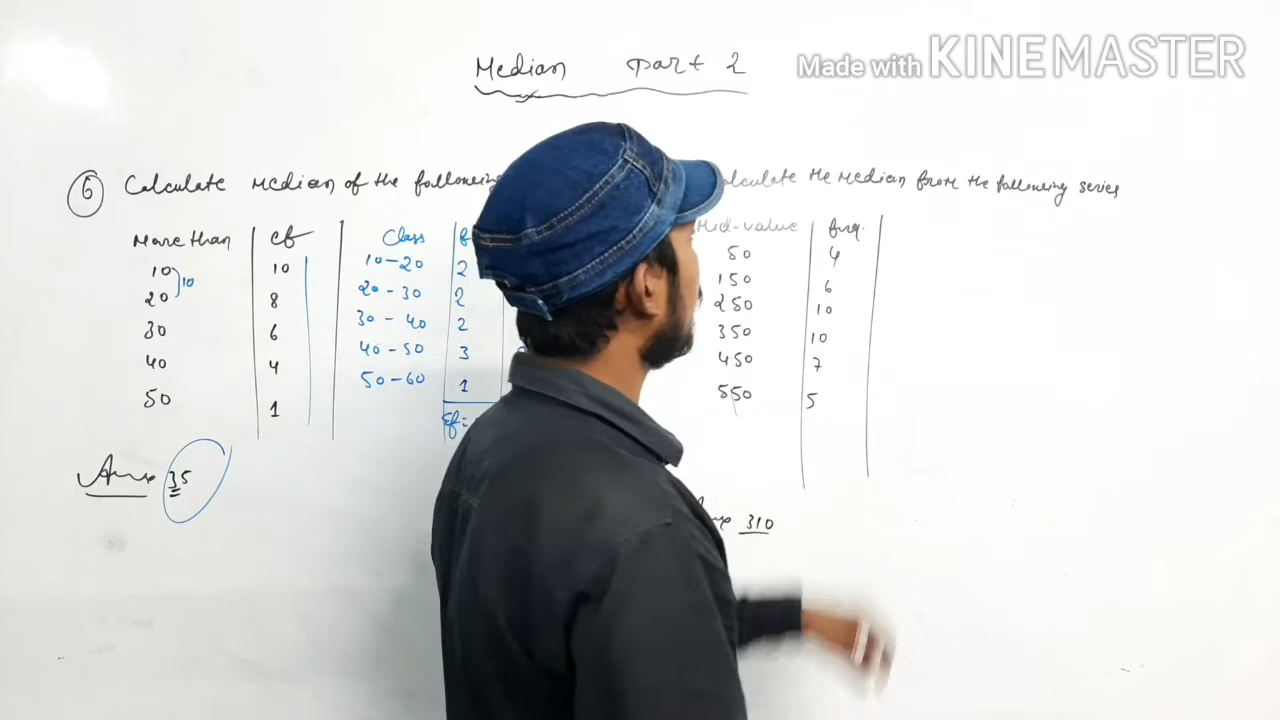 Made with KINEMASTER
Median Part 2
6 Calculate Median of the following
More than cf
10 10
20 8
30 6
40 4
50 1
10
Class f
10-20 2
20-30 2
30-40 2
40-50 3
50-60 1
Σf=
Ans 35
alculate the Median from the following series
Mid-value freq.
50 4
150 6
250 10
350 10
450 7
550 5
310